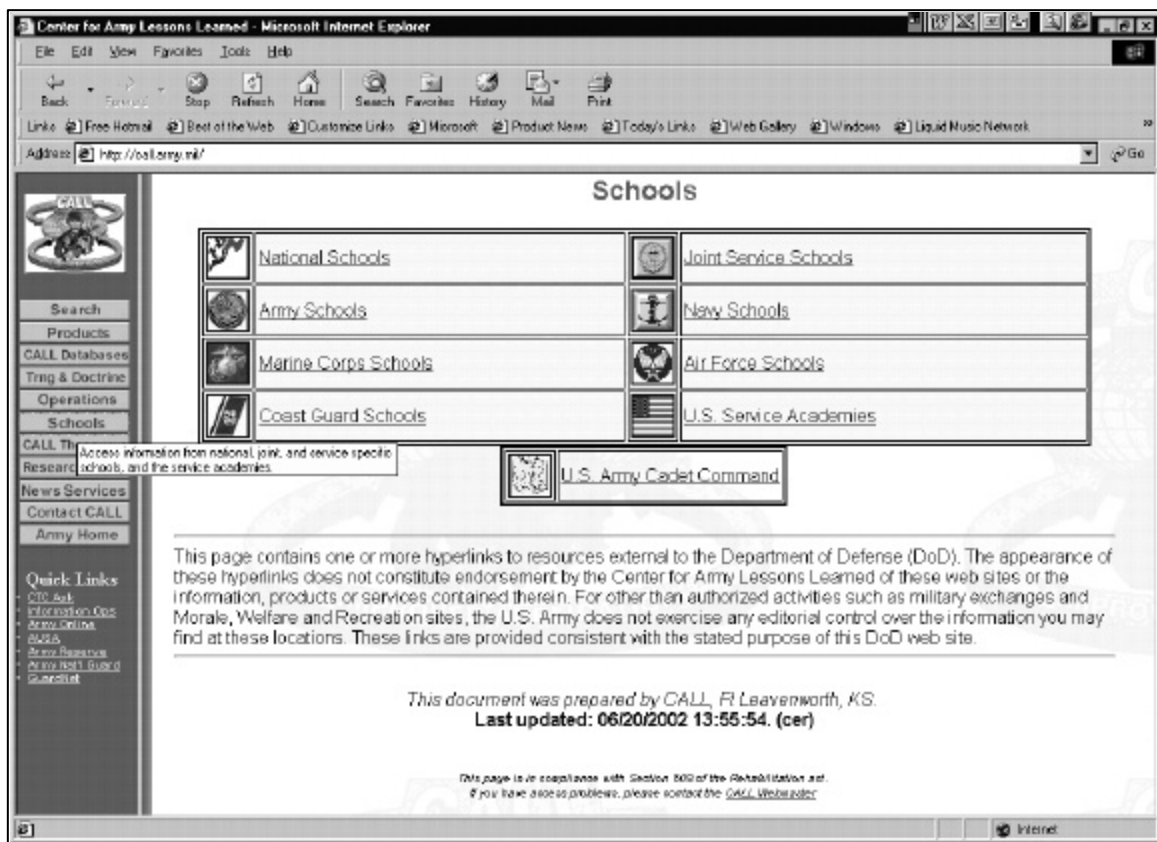 Center for Army Lessons Learned - Microsoft Internet Explorer
File Edit View Favorites Tools Help
Back Forward Stop Refresh Home Search Favorites History Mail Print
Links Free Hotmail Best of the Web Customize Links Microsoft Product News Today's Links Web Gallery Windows Liquid Music Network
Address http://call.army.mil/ Go
CALL
Schools
National Schools Joint Service Schools
Army Schools Navy Schools
Marine Corps Schools Air Force Schools
Coast Guard Schools U.S. Service Academies
U.S. Army Cadet Command
Search
Products
CALL Databases
Trng & Doctrine
Operations
Schools
CALL
Access information from national, joint, and service specific
schools, and the service academies.
News Services
Contact CALL
Army Home
Quick Links
CTC
Information Ops
Army Online
AUSA
Army Reserve
Army Nat'l Guard
GuardNet
This page contains one or more hyperlinks to resources external to the Department of Defense (DoD). The appearance of
these hyperlinks does not constitute endorsement by the Center for Army Lessons Learned of these web sites or the
information, products or services contained therein. For other than authorized activities such as military exchanges and
Morale, Welfare and Recreation sites, the U.S. Army does not exercise any editorial control over the information you may
find at these locations. These links are provided consistent with the stated purpose of this DoD web site.
This document was prepared by CALL, Ft Leavenworth, KS.
Last updated: 06/20/2002 13:55:54. (cer)
This page is in compliance with Section 508 of the Rehabilitation act.
If you have access problems, please contact the CALL Webmaster
Internet